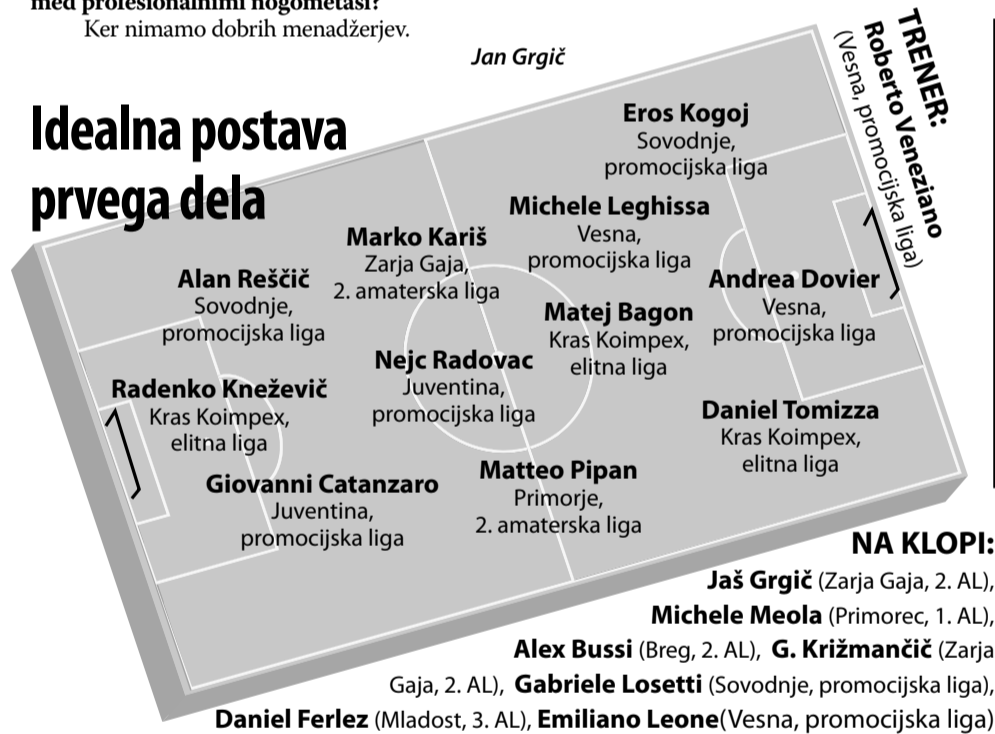 med profesionalnimi nogometaši?
Ker nimamo dobrih menadžerjev.
Jan Grgič
Idealna postava
prvega dela
TRENER:
Roberto Veneziano
(Vesna, promocijska liga)
Eros Kogoj
Sovodnje,
promocijska liga
Michele Leghissa
Vesna,
promocijska liga
Marko Kariš
Zarja Gaja,
2. amaterska liga
Alan Reščič
Sovodnje,
promocijska liga
Andrea Dovier
Vesna,
promocijska liga
Matej Bagon
Kras Koimpex,
elitna liga
Nejc Radovac
Juventina,
promocijska liga
Radenko Kneževič
Kras Koimpex,
elitna liga
Daniel Tomizza
Kras Koimpex,
elitna liga
Matteo Pipan
Primorje,
2. amaterska liga
Giovanni Catanzaro
Juventina,
promocijska liga
NA KLOPI:
Jaš Grgič (Zarja Gaja, 2. AL),
Michele Meola (Primorec, 1. AL),
Alex Bussi (Breg, 2. AL), G. Križmančič (Zarja
Gaja, 2. AL), Gabriele Losetti (Sovodnje, promocijska liga),
Daniel Ferlez (Mladost, 3. AL), Emiliano Leone(Vesna, promocijska liga)